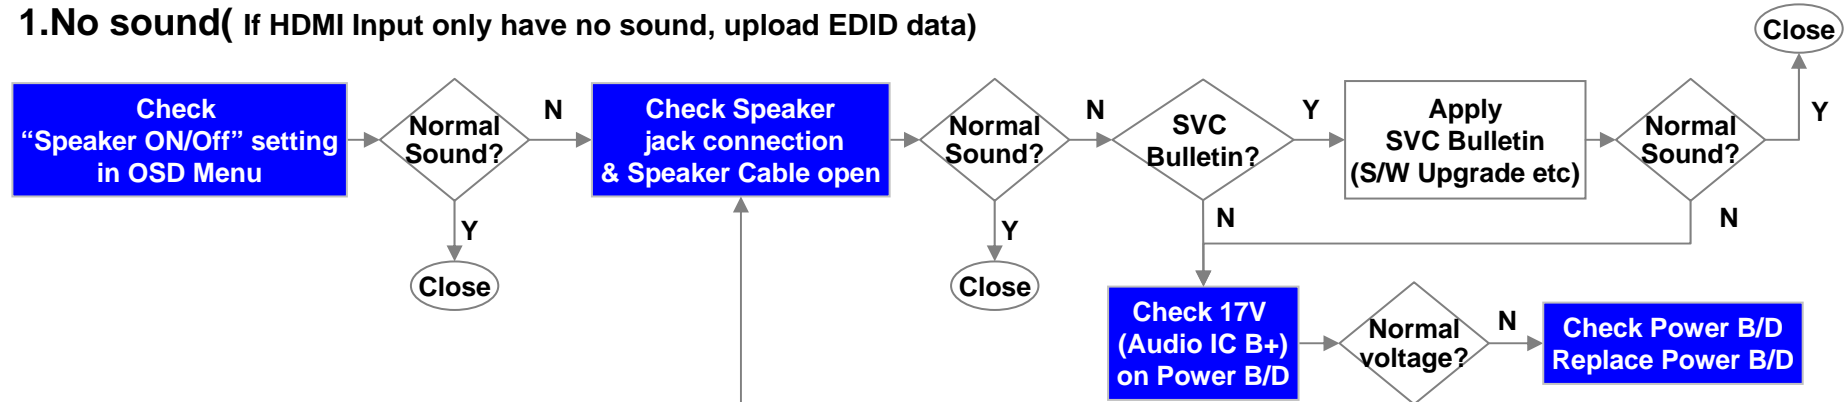 1.No sound( If HDMI Input only have no sound, upload EDID data)
Close
Check
“Speaker ON/Off” setting
in OSD Menu
Normal
Sound?
N
Y
Close
Check Speaker
jack connection
& Speaker Cable open
Normal
Sound?
N
Y
Close
SVC
Bulletin?
Y
N
Apply
SVC Bulletin
(S/W Upgrade etc)
Normal
Sound?
Y
N
Check 17V
(Audio IC B+)
on Power B/D
Normal
voltage?
N
Check Power B/D
Replace Power B/D